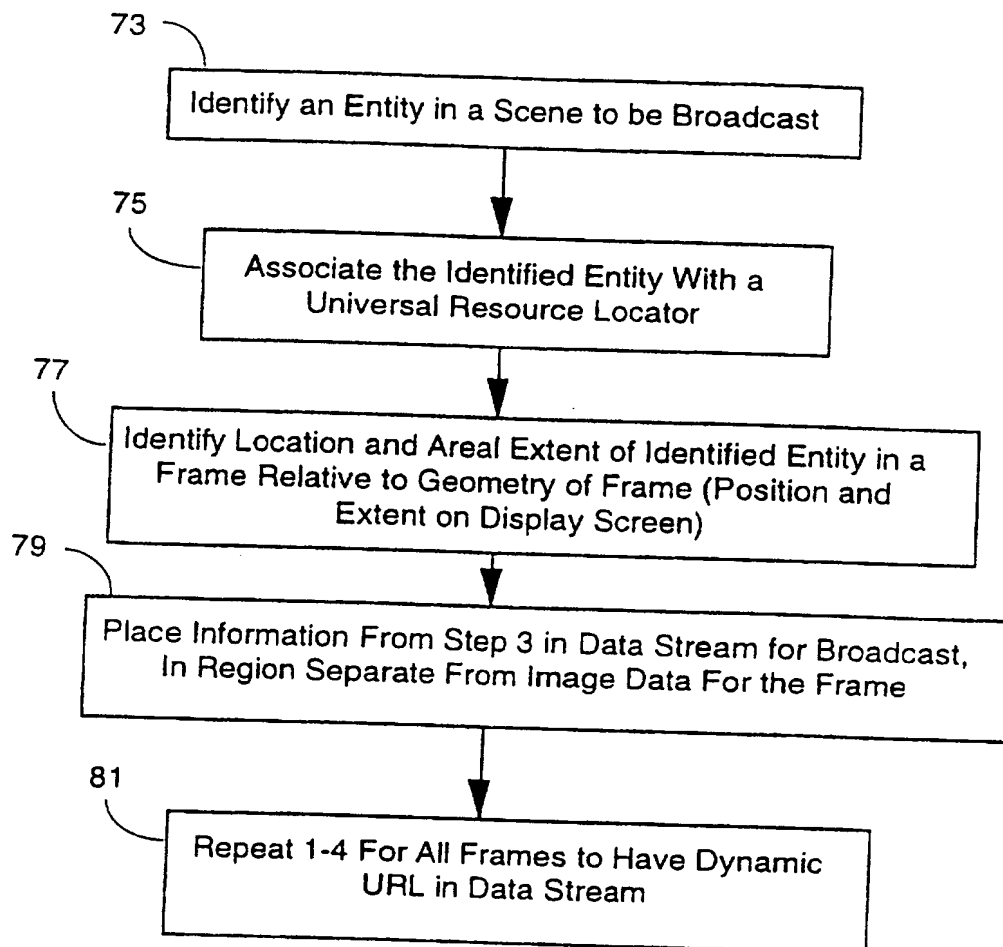 73
Identify an Entity in a Scene to be Broadcast
75
Associate the Identified Entity With a
Universal Resource Locator
77
Identify Location and Areal Extent of Identified Entity in a
Frame Relative to Geometry of Frame (Position and
Extent on Display Screen)
79
Place Information From Step 3 in Data Stream for Broadcast,
In Region Separate From Image Data For the Frame
81
Repeat 1-4 For All Frames to Have Dynamic
URL in Data Stream